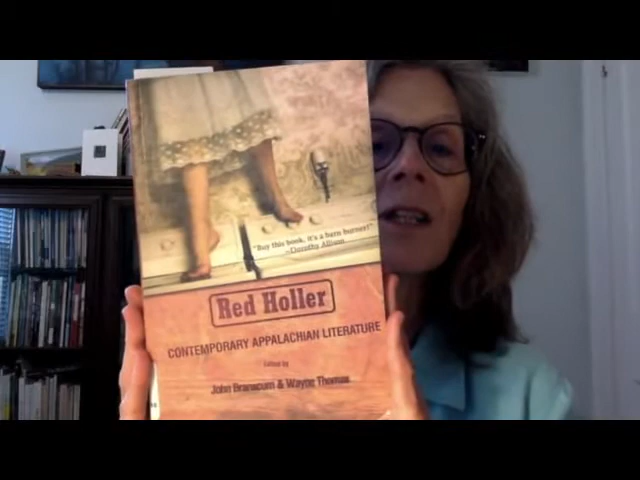 "Buy this book, it's a barn burner!"
—Dorothy Allison
Red Holler
CONTEMPORARY APPALACHIAN LITERATURE
Edited by
John Branscum & Wayne Thomas